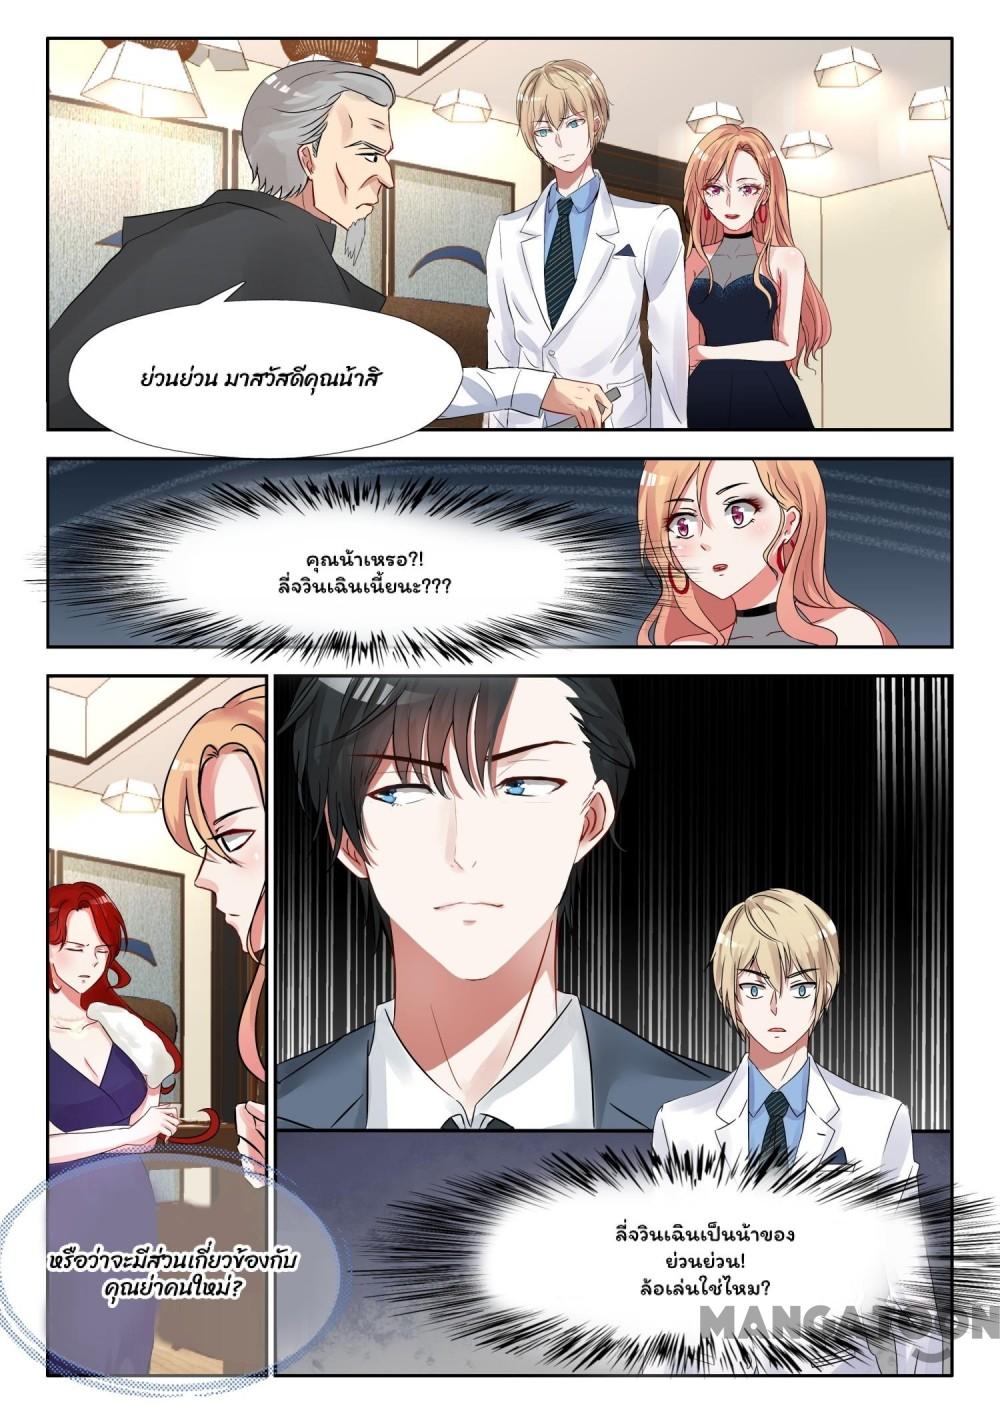 ย่วนย่วน มาสวัสดีคุณน้าสิ
คุณน้าเหรอ?!
ลี่จวินเฉินเนี้ยนะ???
หรือว่าจะมีส่วนเกี่ยวข้องกับ
คุณย่าคนใหม่?
ลี่จวินเฉินเป็นน้าของ
ย่วนย่วน!
ล้อเล่นใช่ไหม?
MANGATOON